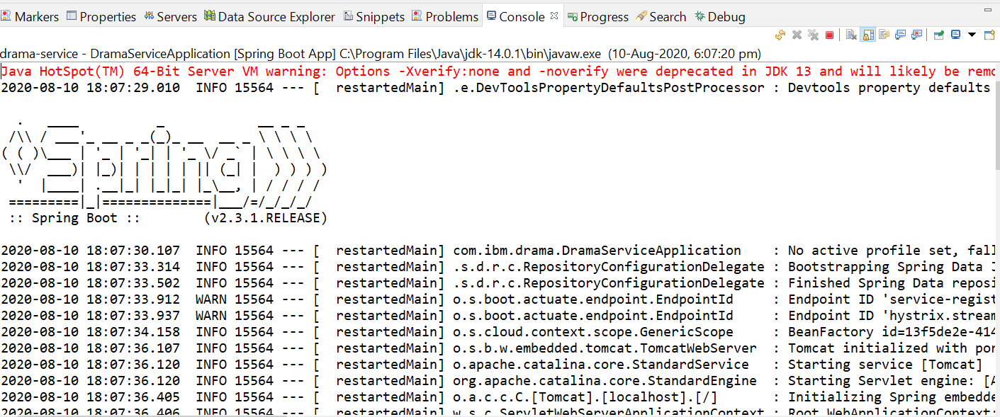 Markers Properties Servers Data Source Explorer Snippets Problems Console Progress Search Debug
drama-service - DramaServiceApplication [Spring Boot App] C:\Program Files\Java\jdk-14.0.1\bin\javaw.exe (10-Aug-2020, 6:07:20 pm)
Java HotSpot(TM) 64-Bit Server VM warning: Options -Xverify:none and -noverify were deprecated in JDK 13 and will likely be remo
2020-08-10 18:07:29.010  INFO 15564 --- [  restartedMain] .e.DevToolsPropertyDefaultsPostProcessor : Devtools property defaults
Spring
:: Spring Boot ::        (v2.3.1.RELEASE)
2020-08-10 18:07:30.107  INFO 15564 --- [  restartedMain] com.ibm.drama.DramaServiceApplication    : No active profile set, fall
2020-08-10 18:07:33.314  INFO 15564 --- [  restartedMain] .s.d.r.c.RepositoryConfigurationDelegate : Bootstrapping Spring Data J
2020-08-10 18:07:33.502  INFO 15564 --- [  restartedMain] .s.d.r.c.RepositoryConfigurationDelegate : Finished Spring Data reposi
2020-08-10 18:07:33.912  WARN 15564 --- [  restartedMain] o.s.boot.actuate.endpoint.EndpointId     : Endpoint ID 'service-regist
2020-08-10 18:07:33.937  WARN 15564 --- [  restartedMain] o.s.boot.actuate.endpoint.EndpointId     : Endpoint ID 'hystrix.stream
2020-08-10 18:07:34.158  INFO 15564 --- [  restartedMain] o.s.cloud.context.scope.GenericScope     : BeanFactory id=13f5de2e-414
2020-08-10 18:07:36.107  INFO 15564 --- [  restartedMain] o.s.b.w.embedded.tomcat.TomcatWebServer  : Tomcat initialized with por
2020-08-10 18:07:36.120  INFO 15564 --- [  restartedMain] o.apache.catalina.core.StandardService   : Starting service [Tomcat]
2020-08-10 18:07:36.120  INFO 15564 --- [  restartedMain] org.apache.catalina.core.StandardEngine  : Starting Servlet engine: [A
2020-08-10 18:07:36.405  INFO 15564 --- [  restartedMain] o.a.c.c.C.[Tomcat].[localhost].[/]       : Initializing Spring embedde
2020-08-10 18:07:36.406  INFO 15564 --- [  restartedMain] w.s.c.ServletWebServerApplicationContext : Root WebApplicationContext: